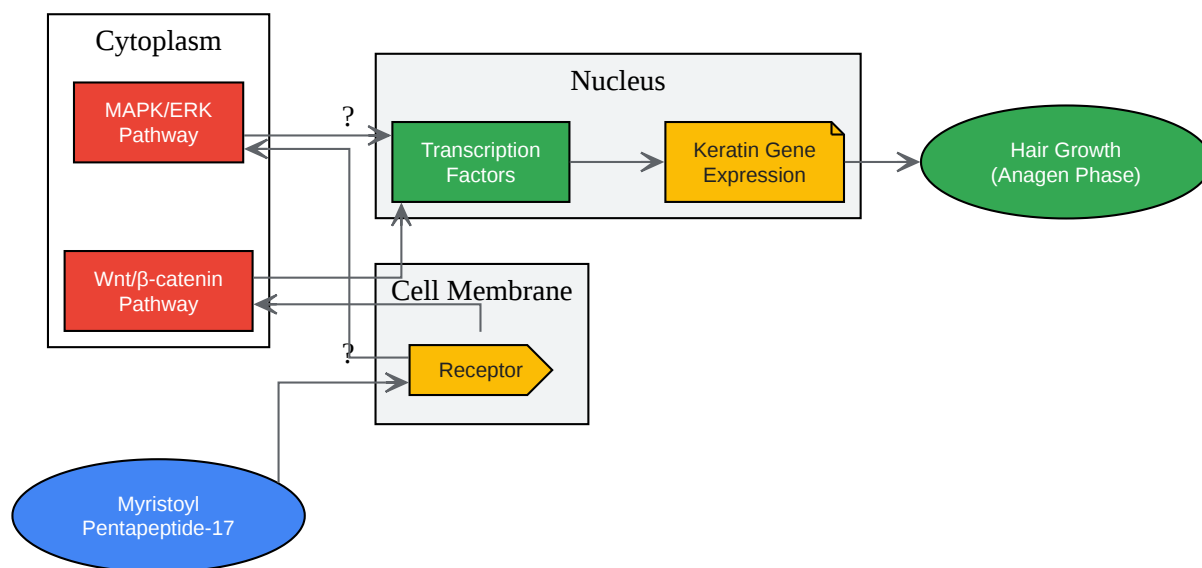 Cytoplasm
MAPK/ERK
Pathway
Wnt/β-catenin
Pathway
?
Nucleus
Transcription
Factors
Keratin Gene
Expression
Hair Growth
(Anagen Phase)
Cell Membrane
?
Receptor
Myristoyl
Pentapeptide-17